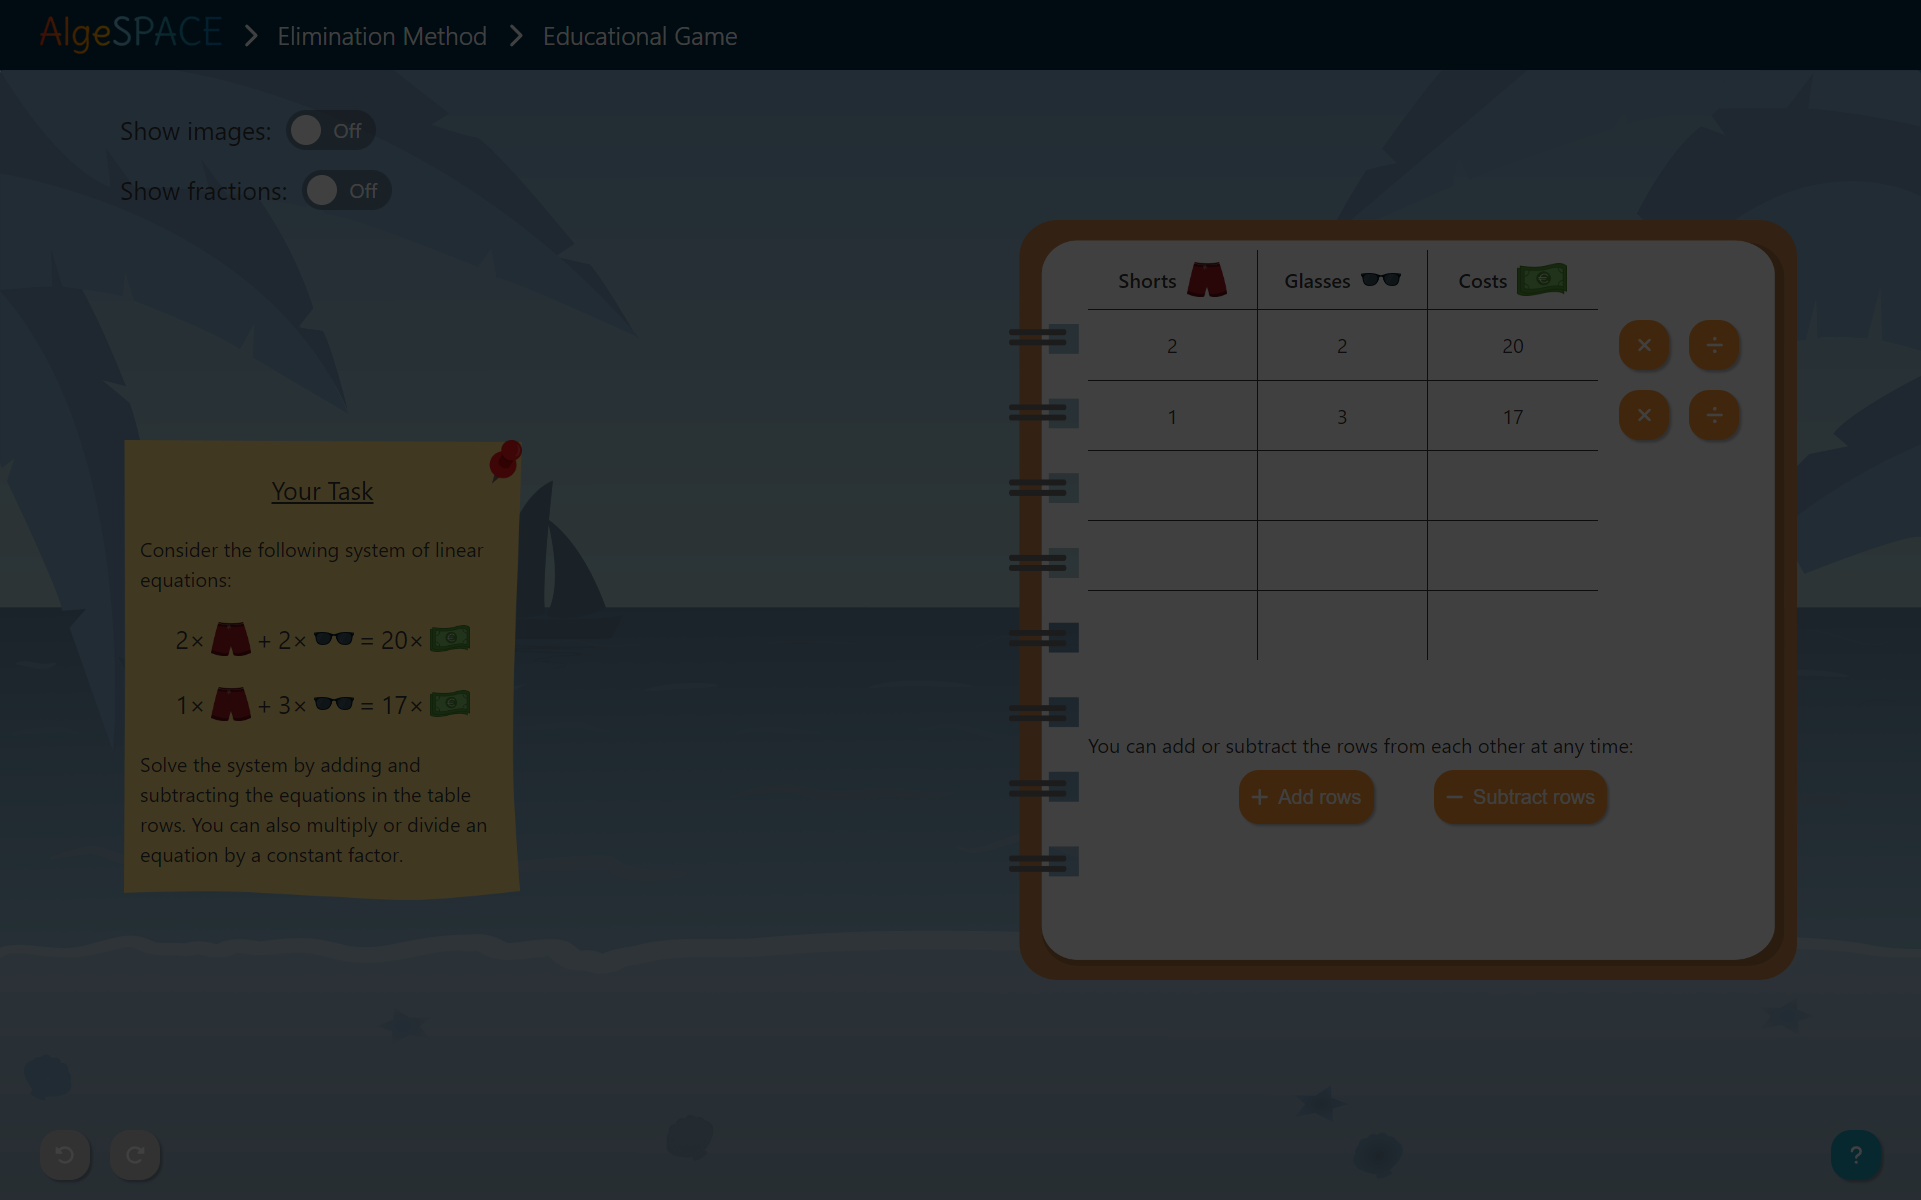 AlgeSPACE > Elimination Method > Educational Game
Show images: Off
Show fractions: Off
Your Task
Consider the following system of linear
equations:
2× + 2× = 20×
1× + 3× = 17×
Solve the system by adding and
subtracting the equations in the table
rows. You can also multiply or divide an
equation by a constant factor.
Shorts Glasses Costs
2 2 20 × ÷
1 3 17 × ÷
You can add or subtract the rows from each other at any time:
+ Add rows − Subtract rows
?